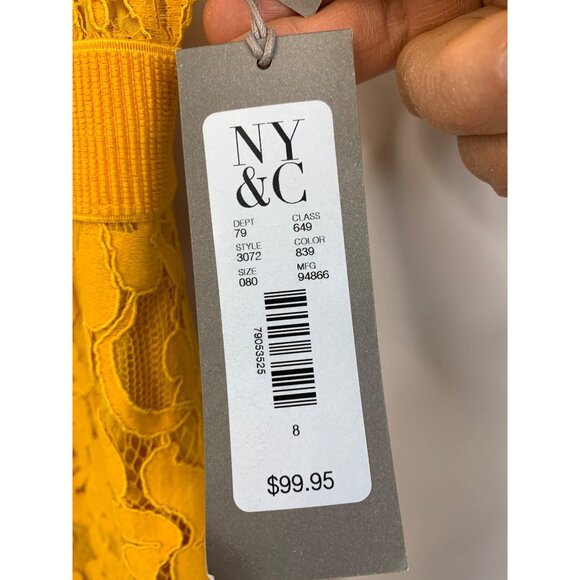 NY
&C
DEPT CLASS
79 649
STYLE COLOR
3072 839
SIZE MFG
080 94866
79053525
8
$99.95